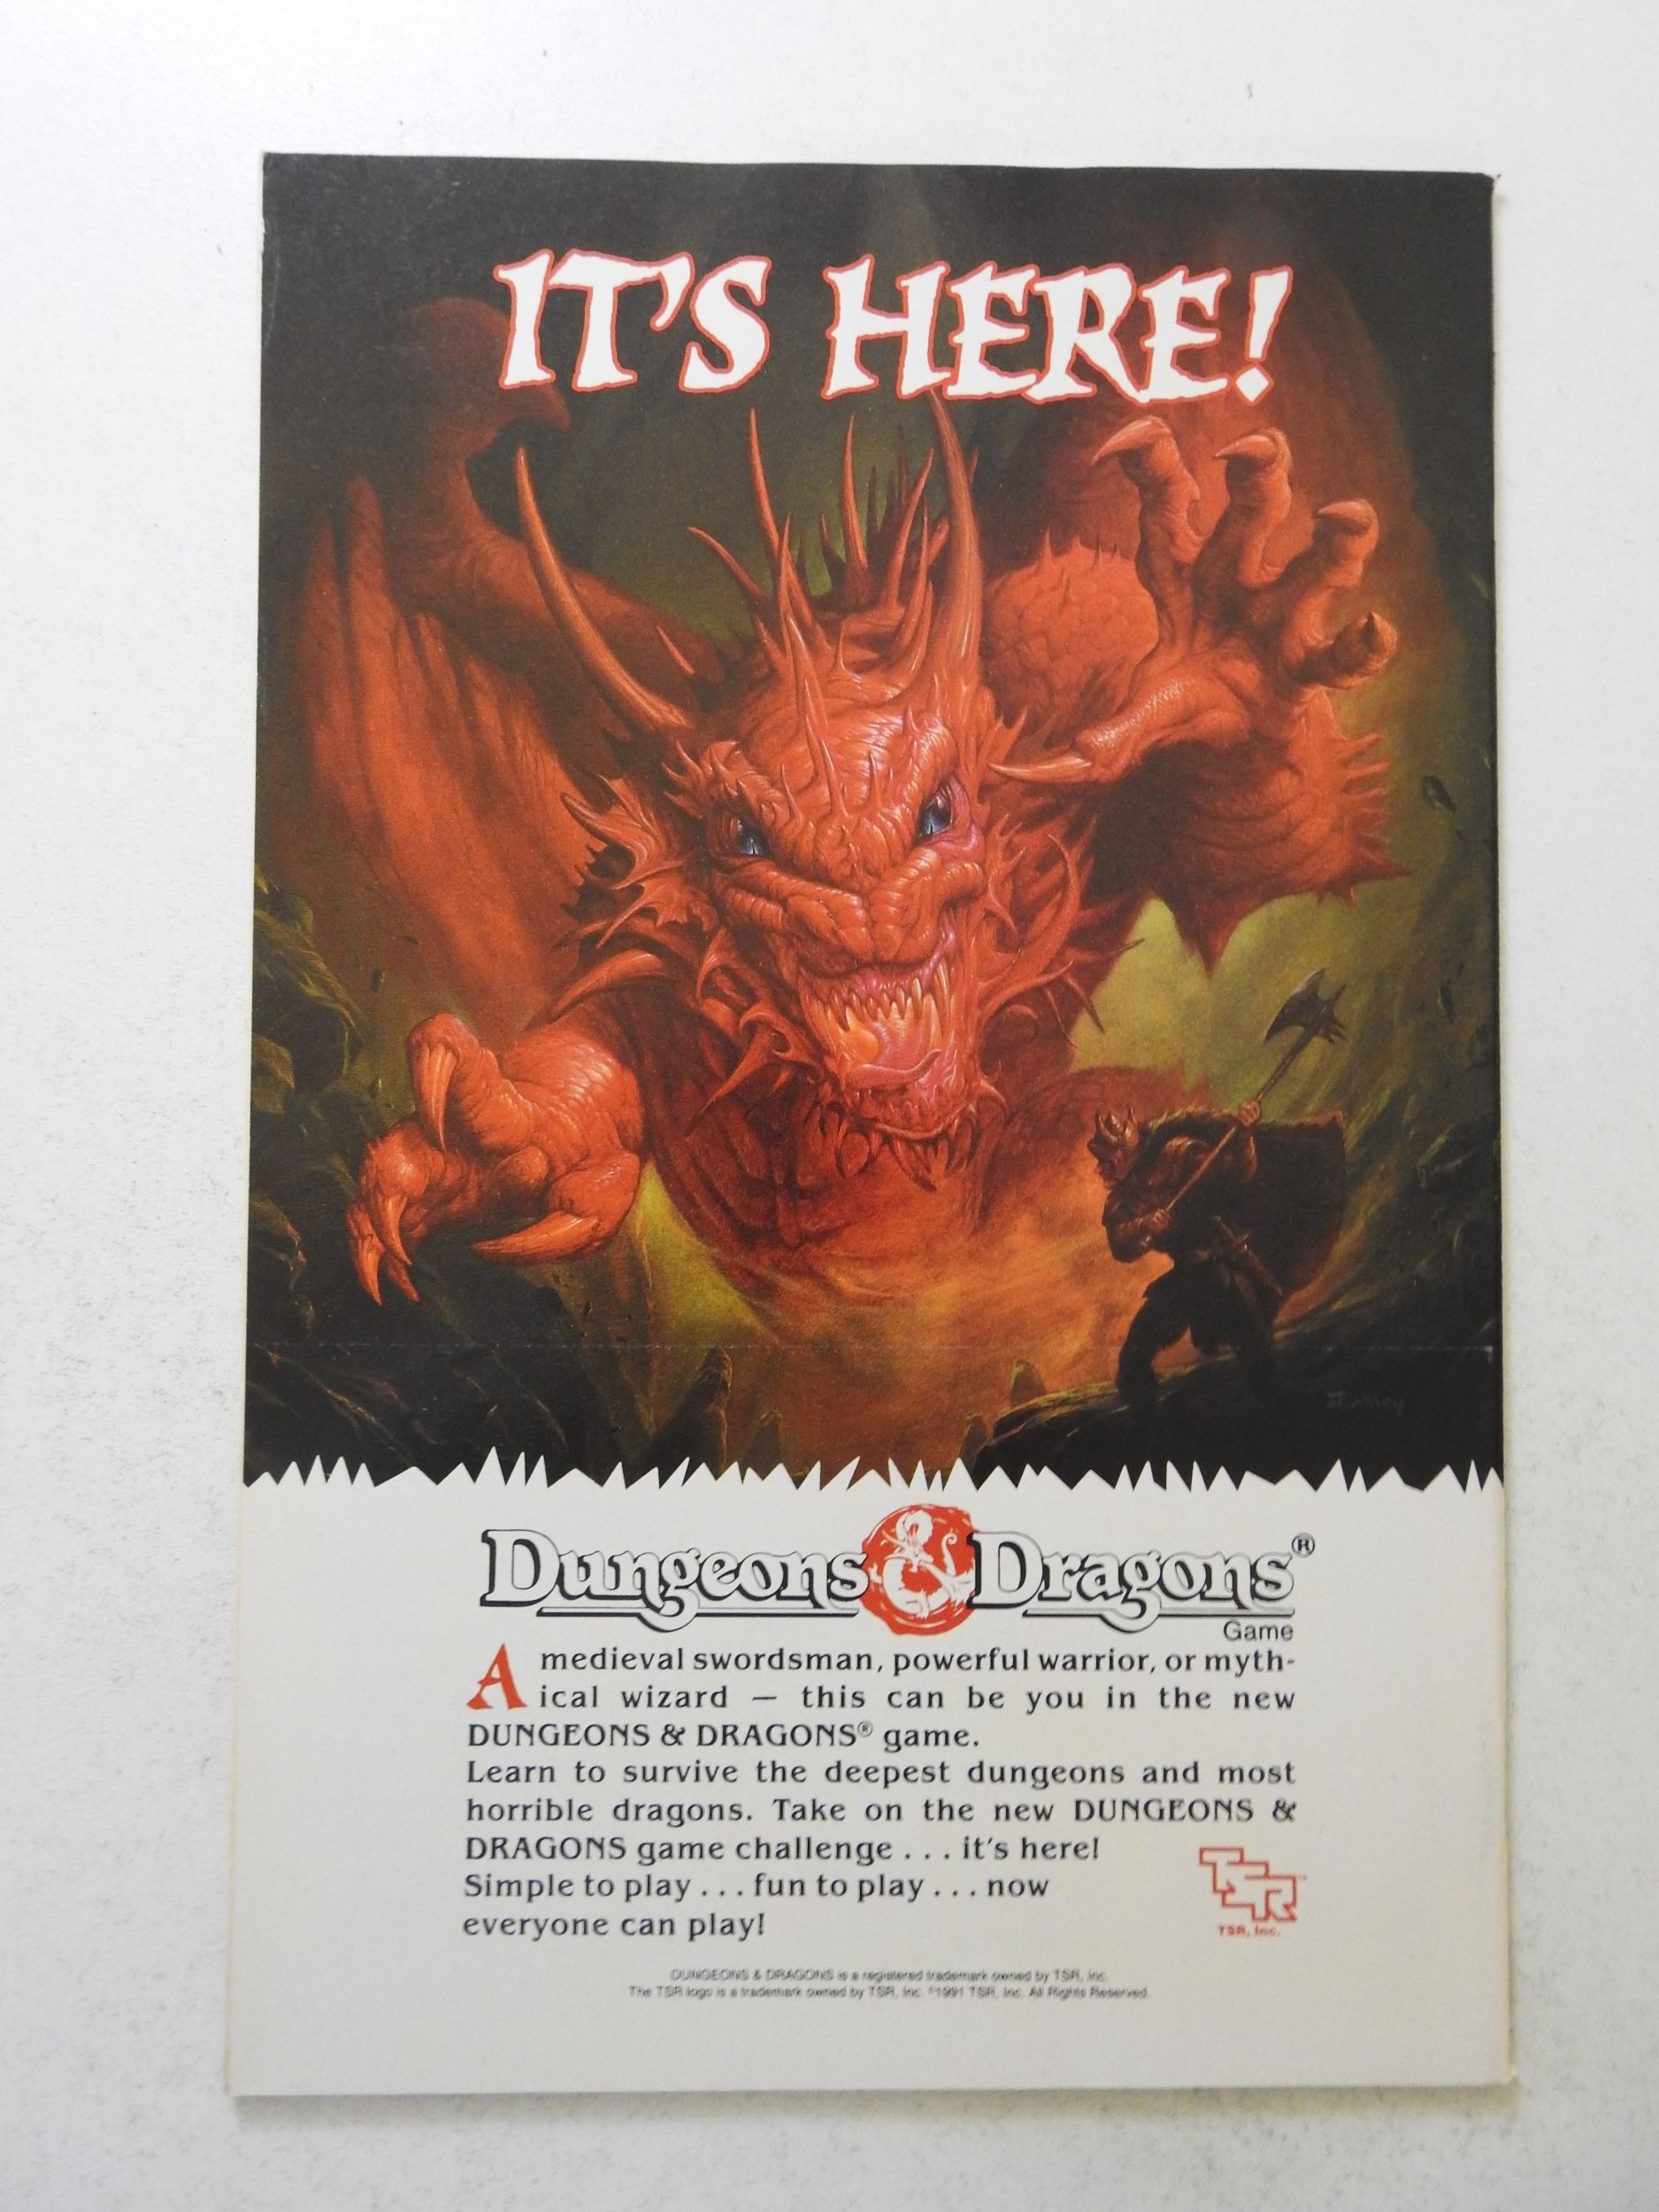 IT'S HERE!
JEasley
Dungeons & Dragons®
Game
A medieval swordsman, powerful warrior, or myth-
ical wizard — this can be you in the new
DUNGEONS & DRAGONS® game.
Learn to survive the deepest dungeons and most
horrible dragons. Take on the new DUNGEONS &
DRAGONS game challenge . . . it's here!
Simple to play . . . fun to play . . . now
everyone can play!
TSR™
TSR, Inc.
DUNGEONS & DRAGONS is a registered trademark owned by TSR, Inc.
The TSR logo is a trademark owned by TSR, Inc. ©1991 TSR, Inc. All Rights Reserved.